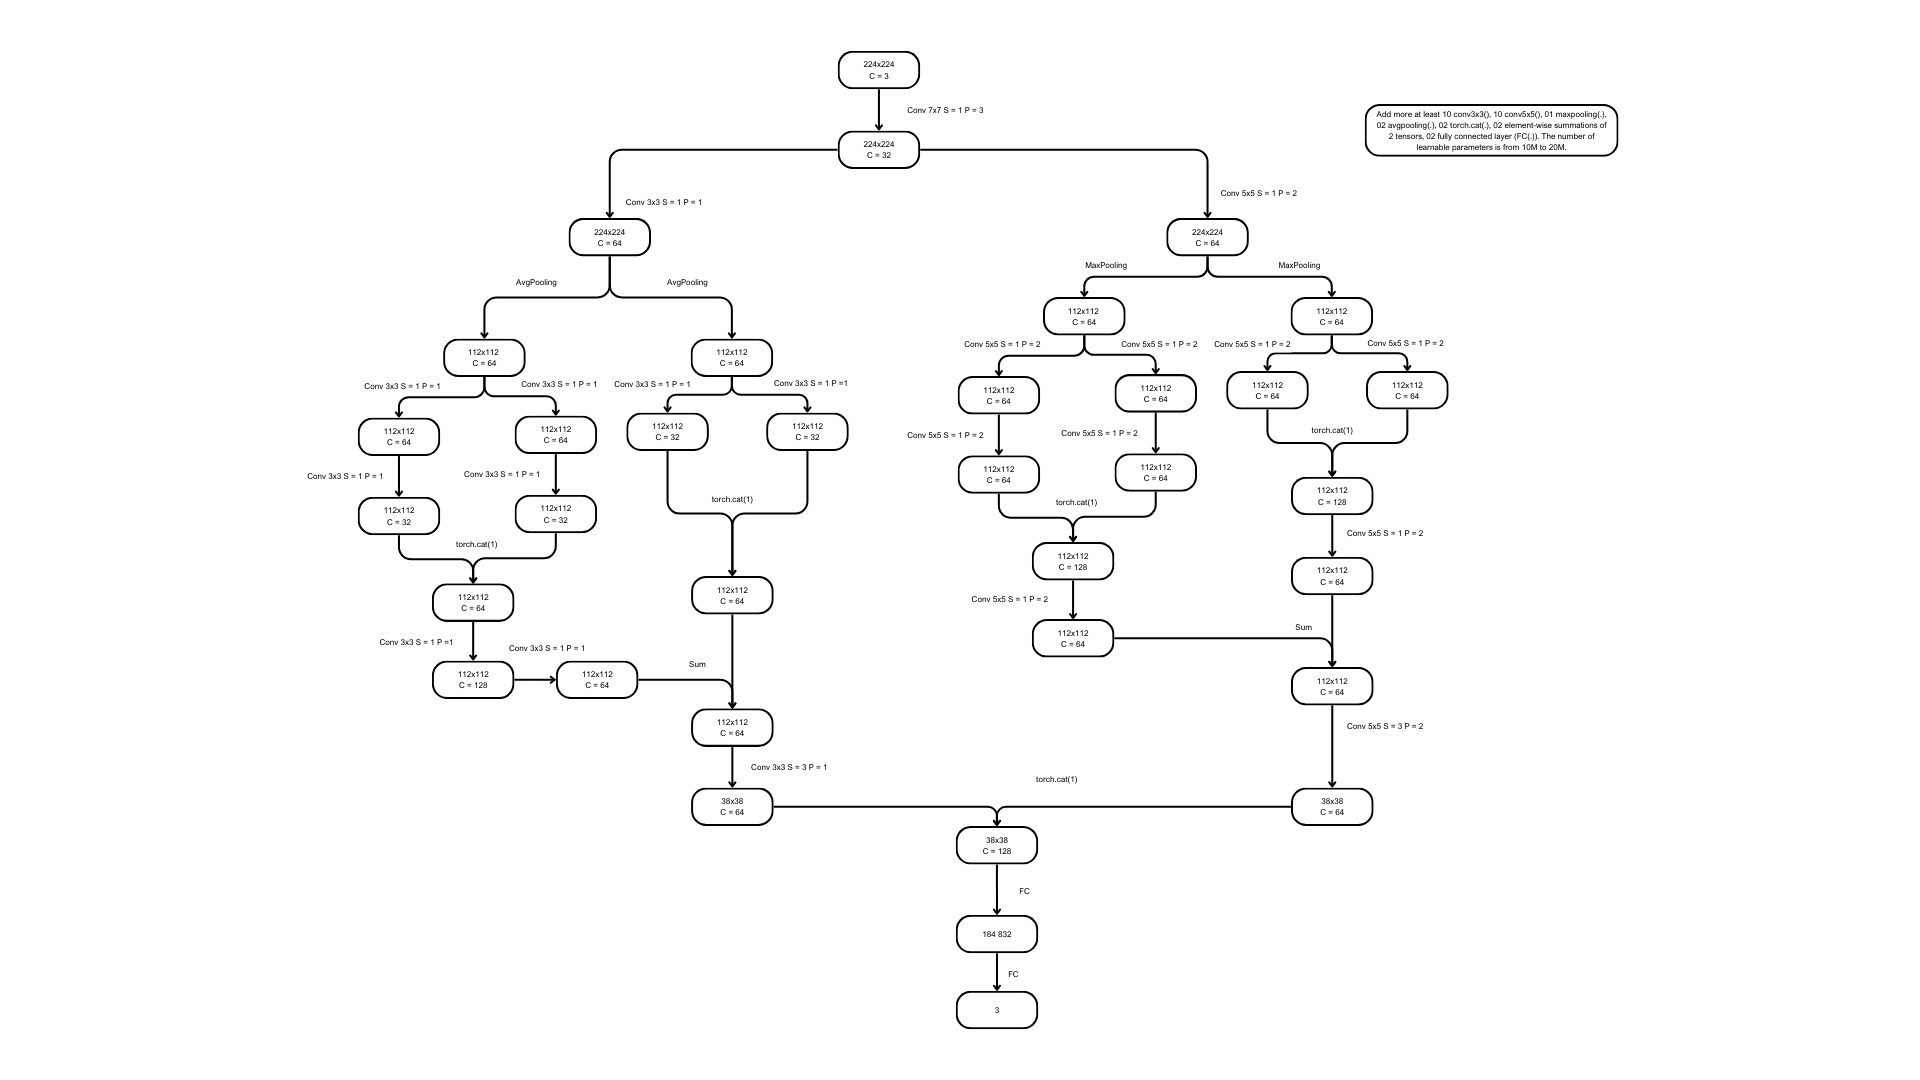 224x224
C = 3
Conv 7x7 S = 1 P = 3
Add more at least 10 conv3x3(), 10 conv5x5(), 01 maxpooling(.),
02 avgpooling(.), 02 torch.cat(.), 02 element-wise summations of
2 tensors, 02 fully connected layer (FC(.)). The number of
learnable parameters is from 10M to 20M.
224x224
C = 32
Conv 3x3 S = 1 P = 1
Conv 5x5 S = 1 P = 2
224x224
C = 64
224x224
C = 64
AvgPooling
AvgPooling
MaxPooling
MaxPooling
112x112
C = 64
112x112
C = 64
112x112
C = 64
112x112
C = 64
Conv 3x3 S = 1 P = 1
Conv 3x3 S = 1 P = 1
Conv 3x3 S = 1 P = 1
Conv 3x3 S = 1 P =1
Conv 5x5 S = 1 P = 2
Conv 5x5 S = 1 P = 2
Conv 5x5 S = 1 P = 2
Conv 5x5 S = 1 P = 2
112x112
C = 64
112x112
C = 64
112x112
C = 32
112x112
C = 32
112x112
C = 64
112x112
C = 64
112x112
C = 64
112x112
C = 64
Conv 3x3 S = 1 P = 1
Conv 3x3 S = 1 P = 1
torch.cat(1)
Conv 5x5 S = 1 P = 2
Conv 5x5 S = 1 P = 2
torch.cat(1)
112x112
C = 32
112x112
C = 32
112x112
C = 64
112x112
C = 64
112x112
C = 128
torch.cat(1)
torch.cat(1)
Conv 5x5 S = 1 P = 2
112x112
C = 64
112x112
C = 64
112x112
C = 128
112x112
C = 64
Conv 3x3 S = 1 P =1
Conv 3x3 S = 1 P = 1
Sum
Conv 5x5 S = 1 P = 2
Sum
112x112
C = 128
112x112
C = 64
112x112
C = 64
112x112
C = 64
112x112
C = 64
Conv 3x3 S = 3 P = 1
Conv 5x5 S = 3 P = 2
torch.cat(1)
38x38
C = 64
38x38
C = 64
38x38
C = 128
FC
184 832
FC
3